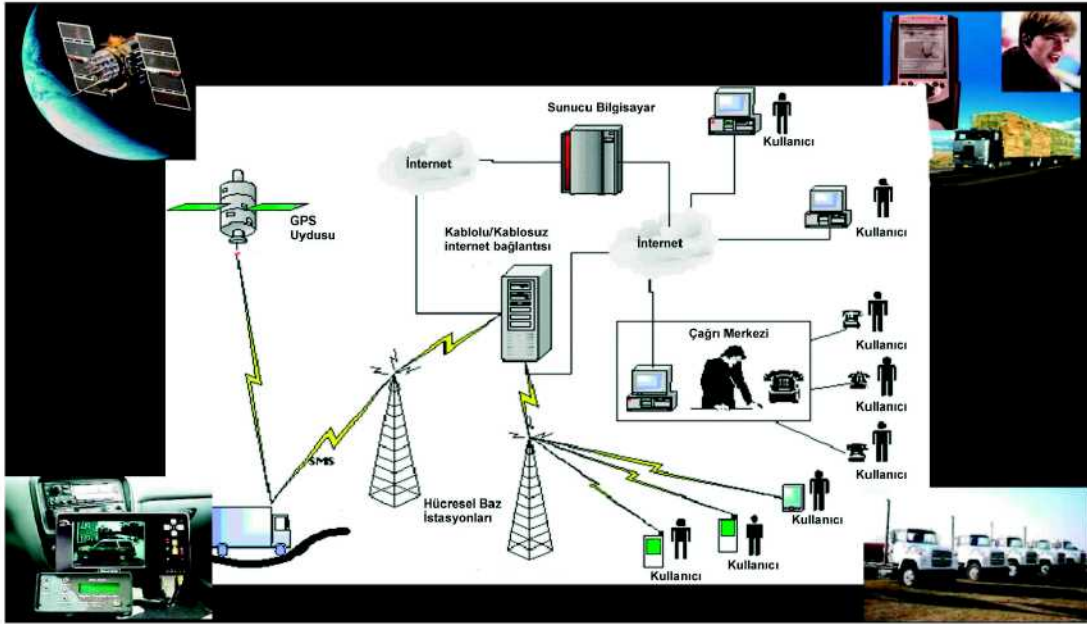 Sunucu Bilgisayar
Kullanıcı
İnternet
GPS
Uydusu
Kablolu/Kablosuz
internet bağlantısı
İnternet
Kullanıcı
Çağrı Merkezi
Kullanıcı
Kullanıcı
Kullanıcı
SMS
Hücresel Baz
İstasyonları
Kullanıcı
Kullanıcı
Kullanıcı